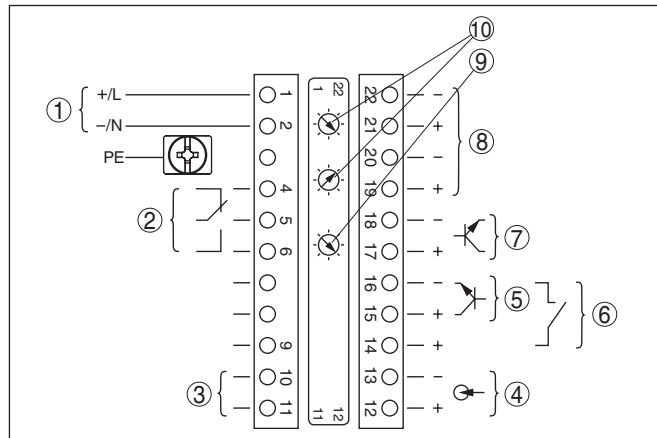 ⑩
⑨
① +/L 1 1 22 22 –
–/N 2 21 + ⑧
PE 20 –
4 19 +
② 5 18 – ⑦
6 17 +
16 – ⑤ ⑥
15 +
9 14 +
③ 10 13 – ④
11 11 12 12 +